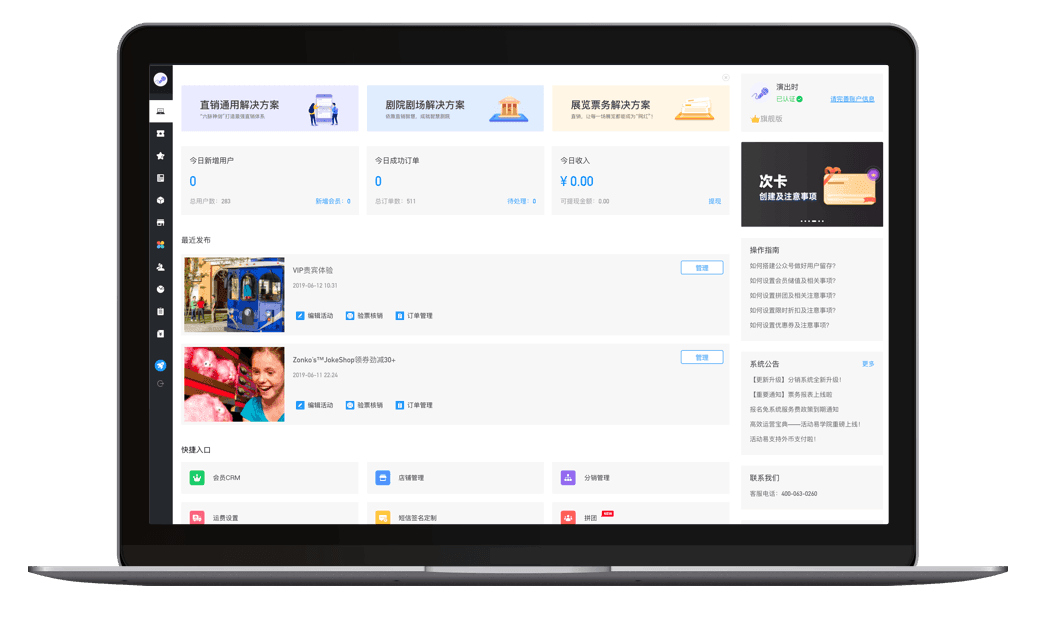 直销通用解决方案
"六脉神剑"打造最强直销体系
剧院剧场解决方案
依靠直销联盟，成就智慧剧院
展览票务解决方案
直销，让每一场展览都能成为"网红"！
演出时
已认证
请完善账户信息
旗舰版
今日新增用户
0
总用户数：283
新增会员：0
今日成功订单
0
总订单数：511
待处理：0
今日收入
¥ 0.00
可提现金额：0.00
提现
次卡
创建及注意事项
最近发布
VIP贵宾体验
2019-06-12 10:31
管理
编辑活动
验票核销
订单管理
Zonko's™JokeShop领券劲减30+
2019-06-11 22:24
管理
编辑活动
验票核销
订单管理
快捷入口
会员CRM
店铺管理
分销管理
运费设置
短信签名定制
拼团
NEW
操作指南
如何搭建公众号做好用户留存？
如何设置会员储值及相关事项？
如何设置拼团及相关注意事项？
如何设置限时折扣及注意事项？
如何设置优惠券及注意事项？
系统公告
更多
【更新升级】分销系统全新升级！
【重要通知】票务报表上线啦
报名免系统服务费政策到期通知
高效运营宝典——活动易学院重磅上线！
活动易支持外币支付啦！
联系我们
客服电话：400-063-0260